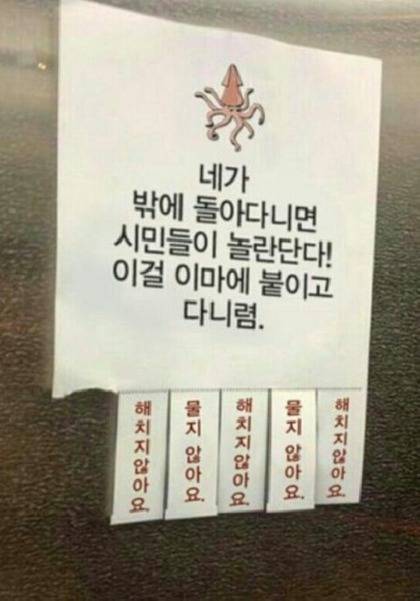 네가
밖에 돌아다니면
시민들이 놀란단다!
이걸 이마에 붙이고
다니렴.
해치지않아요.
물지 않아요.
해치지않아요.
물지 않아요.
해치지않아요.